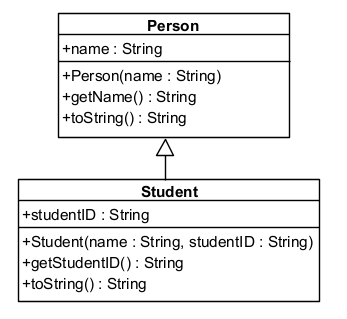 Person
+name : String
+Person(name : String)
+getName() : String
+toString() : String
Student
+studentID : String
+Student(name : String, studentID : String)
+getStudentID() : String
+toString() : String